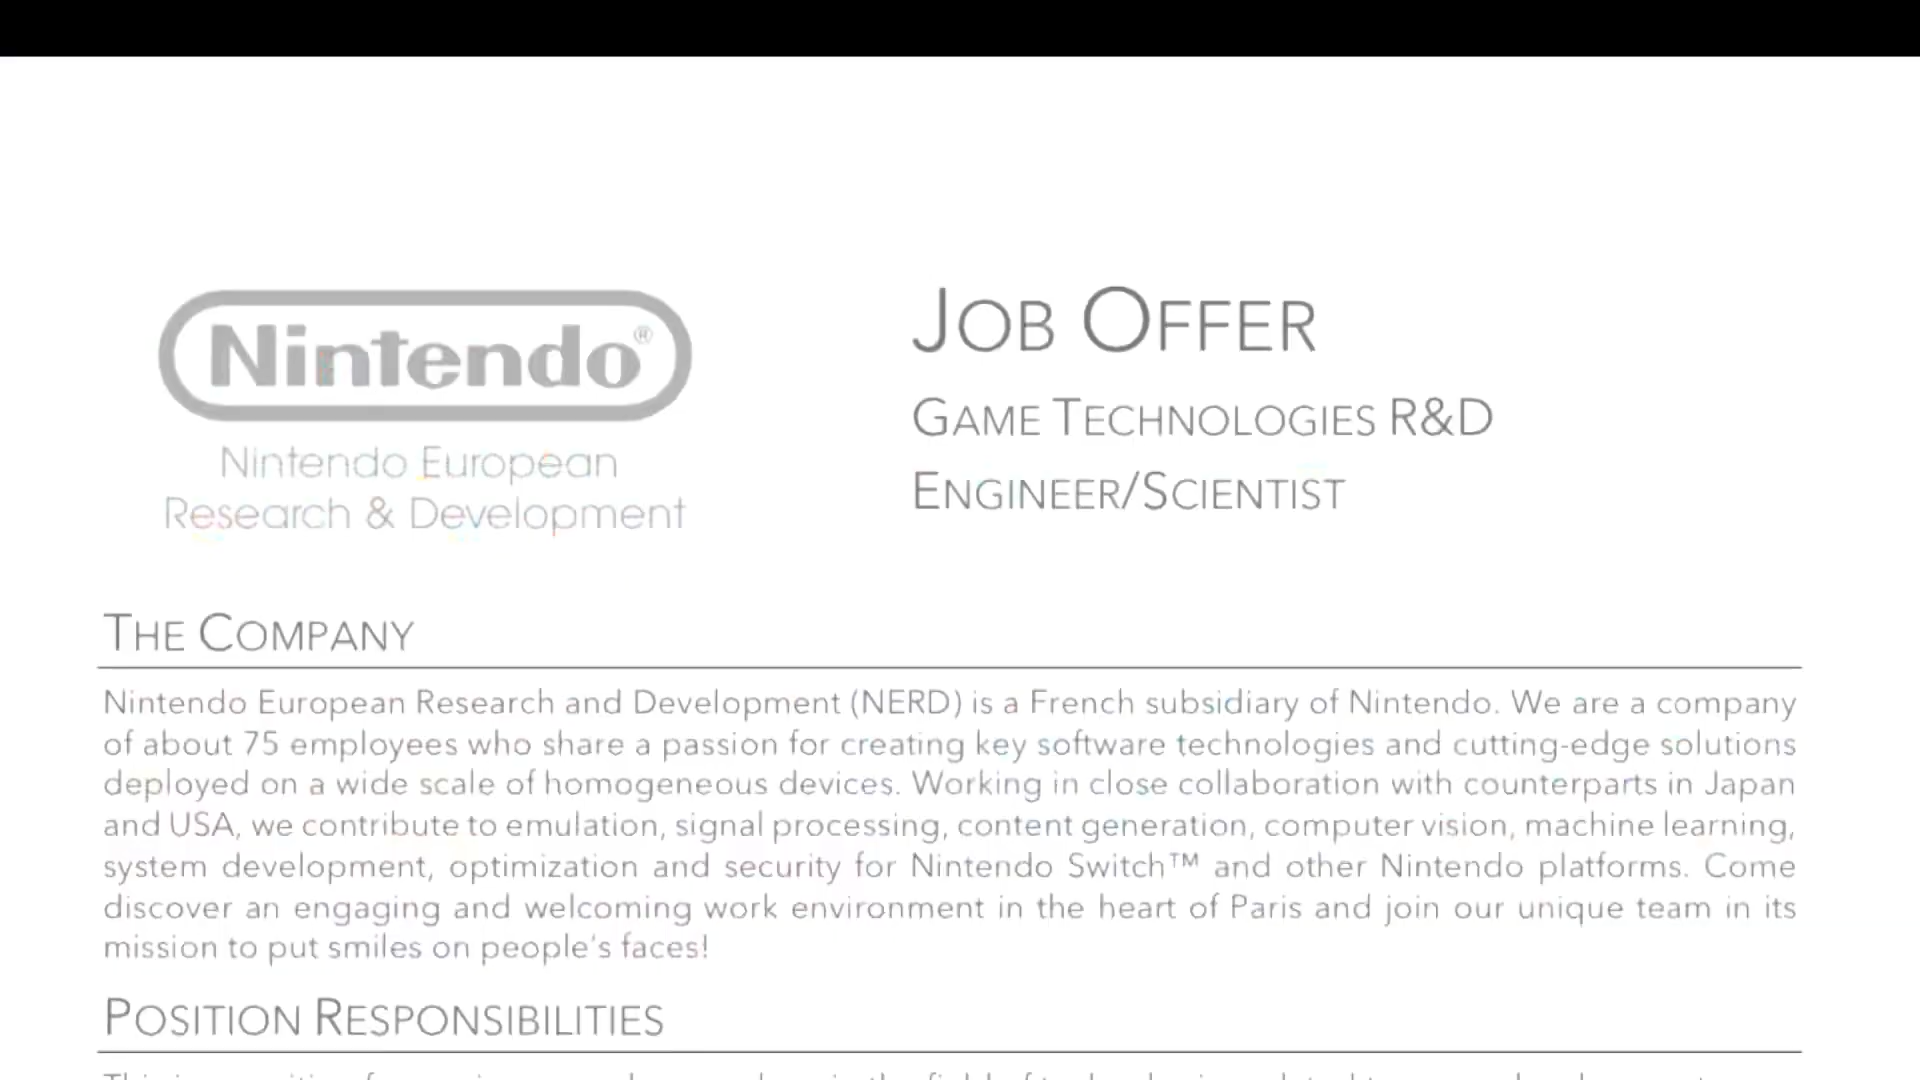 Nintendo®
Nintendo European
Research & Development
JOB OFFER
GAME TECHNOLOGIES R&D
ENGINEER/SCIENTIST
THE COMPANY
Nintendo European Research and Development (NERD) is a French subsidiary of Nintendo. We are a company
of about 75 employees who share a passion for creating key software technologies and cutting-edge solutions
deployed on a wide scale of homogeneous devices. Working in close collaboration with counterparts in Japan
and USA, we contribute to emulation, signal processing, content generation, computer vision, machine learning,
system development, optimization and security for Nintendo Switch™ and other Nintendo platforms. Come
discover an engaging and welcoming work environment in the heart of Paris and join our unique team in its
mission to put smiles on people's faces!
POSITION RESPONSIBILITIES